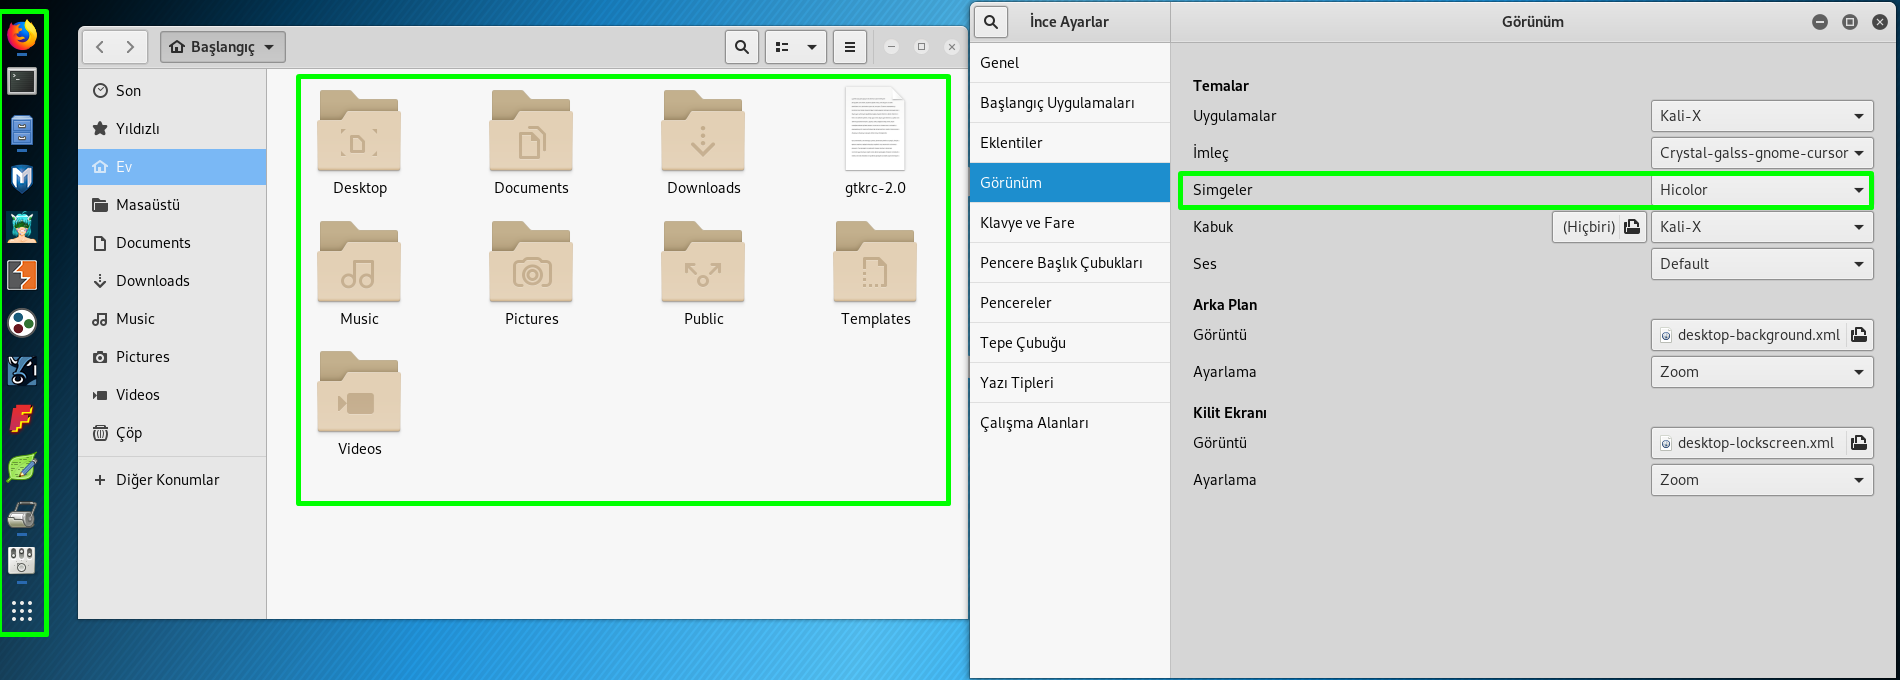 Başlangıç
Son
Yıldızlı
Ev
Masaüstü
Documents
Downloads
Music
Pictures
Videos
Çöp
+ Diğer Konumlar
Desktop
Documents
Downloads
gtkrc-2.0
Music
Pictures
Public
Templates
Videos
İnce Ayarlar
Görünüm
Genel
Başlangıç Uygulamaları
Eklentiler
Görünüm
Klavye ve Fare
Pencere Başlık Çubukları
Pencereler
Tepe Çubuğu
Yazı Tipleri
Çalışma Alanları
Temalar
Uygulamalar Kali-X
İmleç Crystal-galss-gnome-cursor
Simgeler Hicolor
Kabuk (Hiçbiri) Kali-X
Ses Default
Arka Plan
Görüntü desktop-background.xml
Ayarlama Zoom
Kilit Ekranı
Görüntü desktop-lockscreen.xml
Ayarlama Zoom